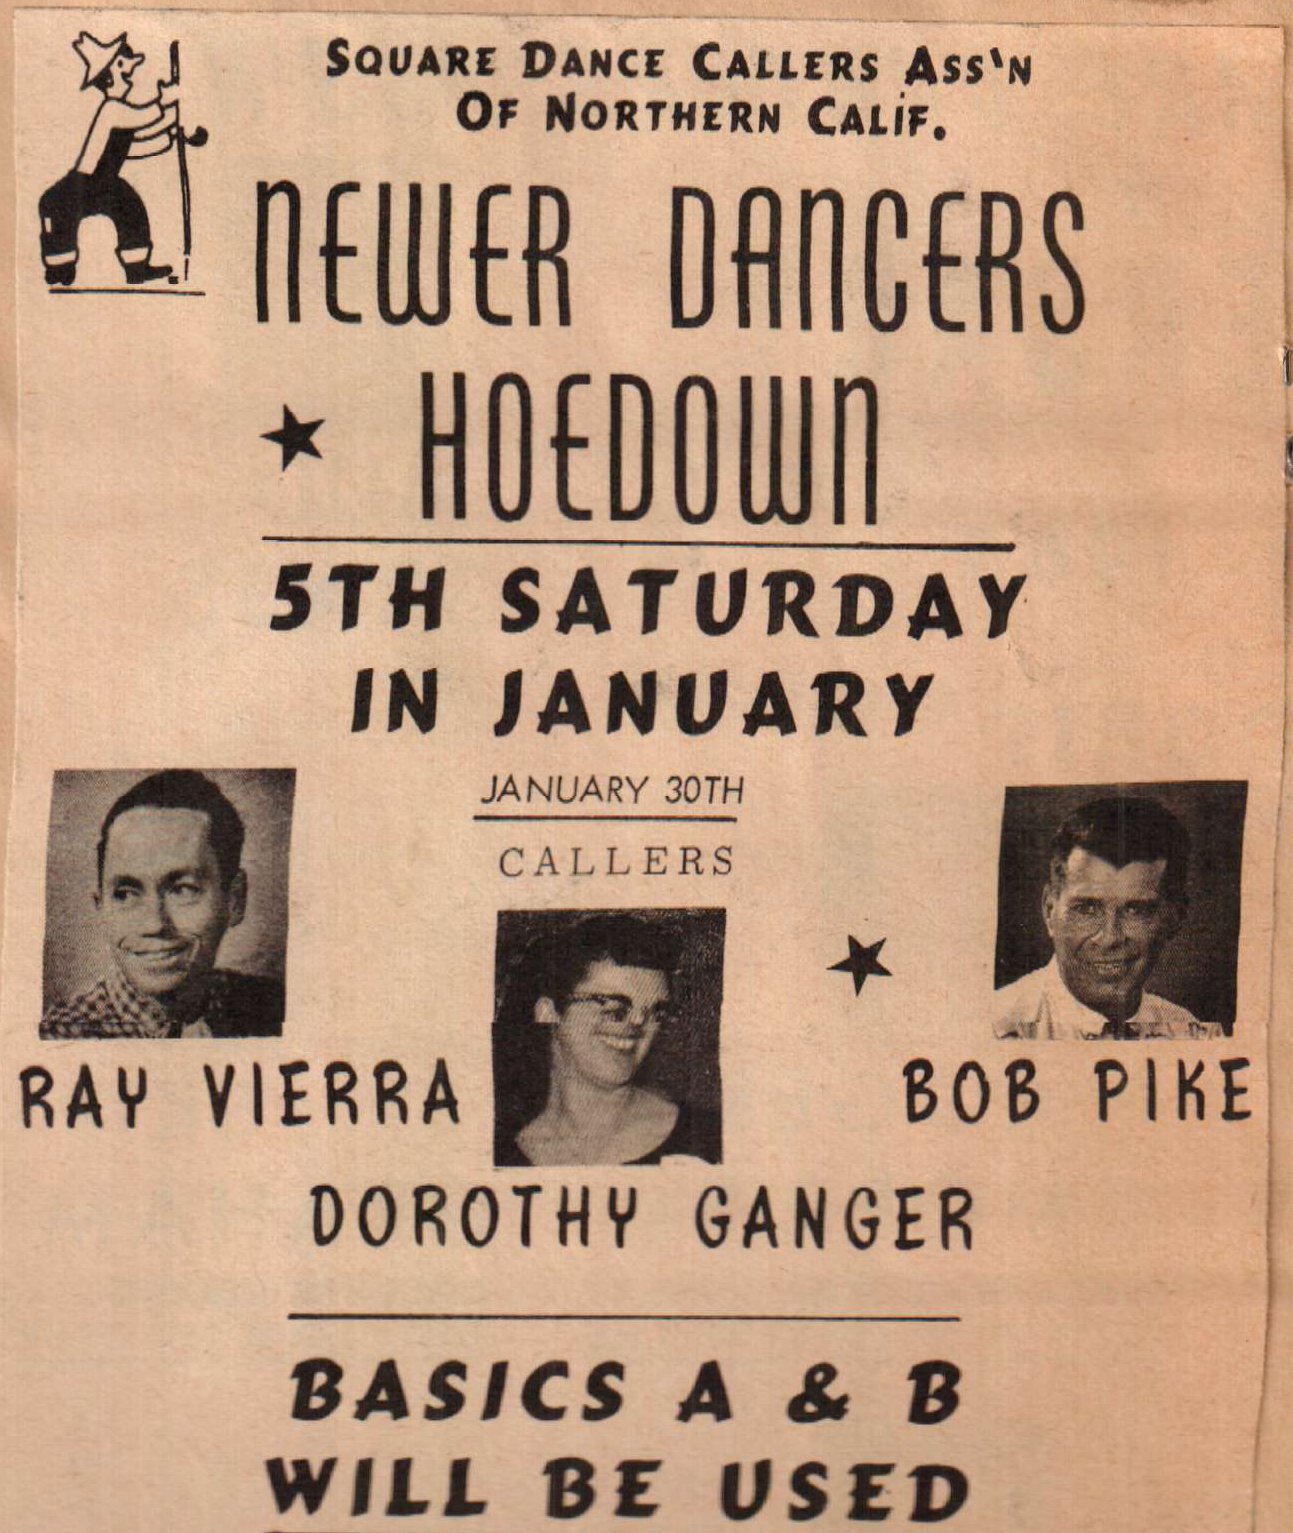 SQUARE DANCE CALLERS ASS'N
OF NORTHERN CALIF.
NEWER DANCERS
HOEDOWN
5TH SATURDAY
IN JANUARY
JANUARY 30TH
CALLERS
RAY VIERRA
BOB PIKE
DOROTHY GANGER
BASICS A & B
WILL BE USED